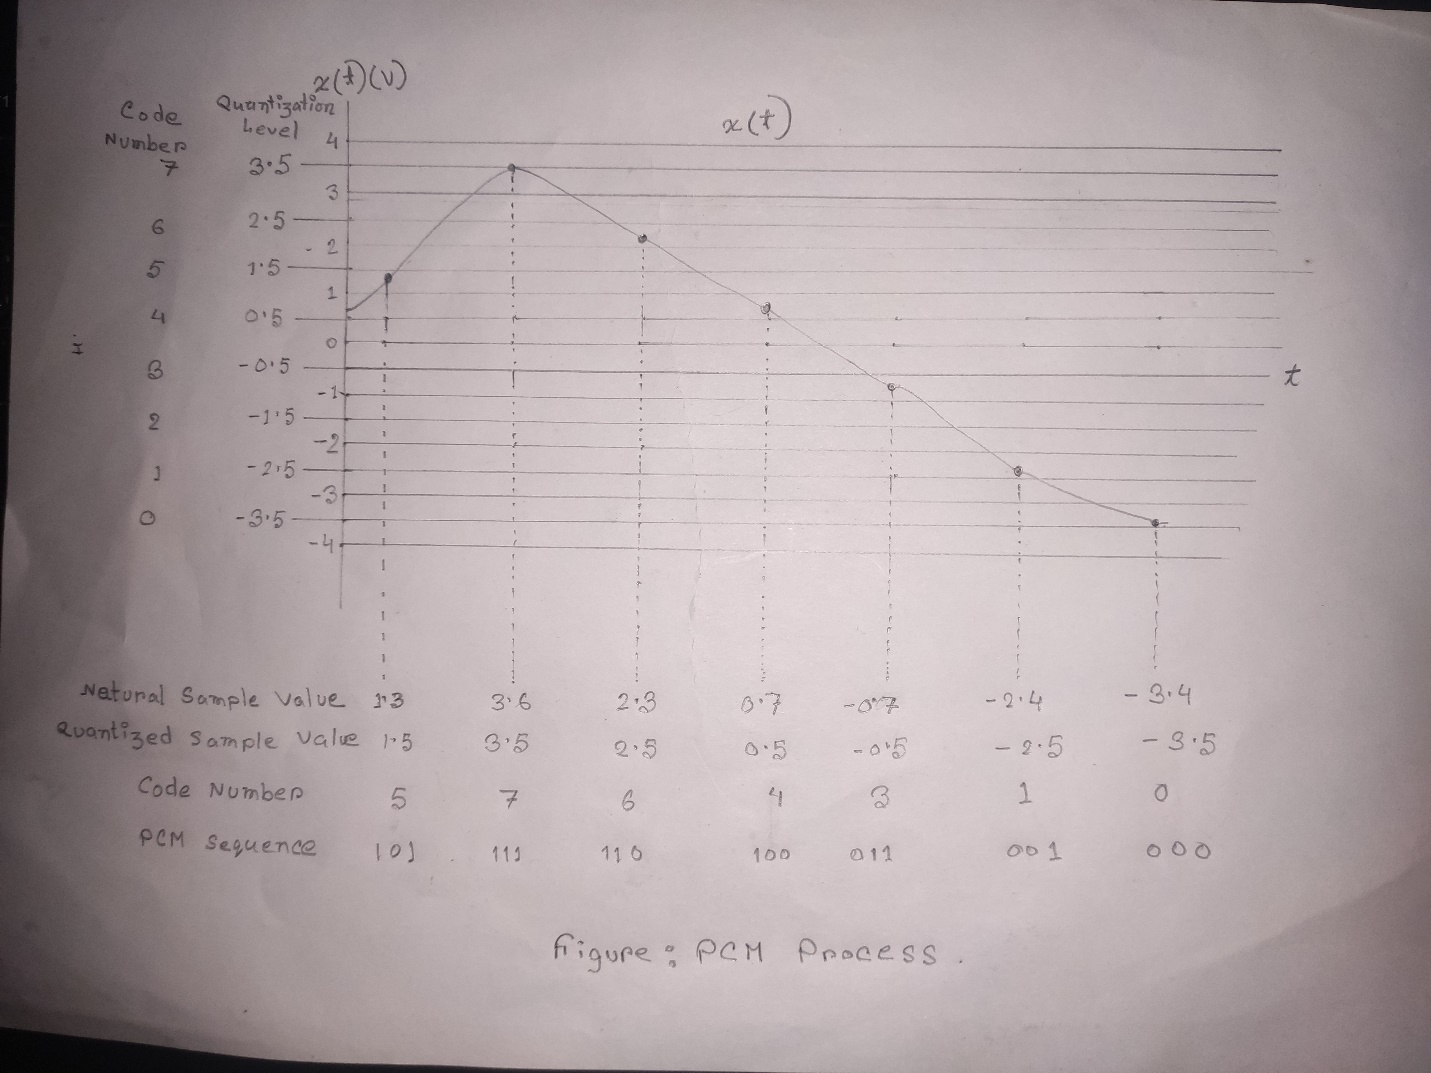 x(t)(V)
Code Number
Quantization Level
x(t)
4
7 3.5
3
6 2.5
- 2
5 1.5
1
4 0.5
0
3 -0.5
t
-1
2 -1.5
-2
1 -2.5
-3
0 -3.5
-4
Natural Sample Value 1.3 3.6 2.3 0.7 -0.7 -2.4 -3.4
Quantized Sample Value 1.5 3.5 2.5 0.5 -0.5 -2.5 -3.5
Code Number 5 7 6 4 3 1 0
PCM Sequence 101 111 110 100 011 001 000
Figure: PCM Process.